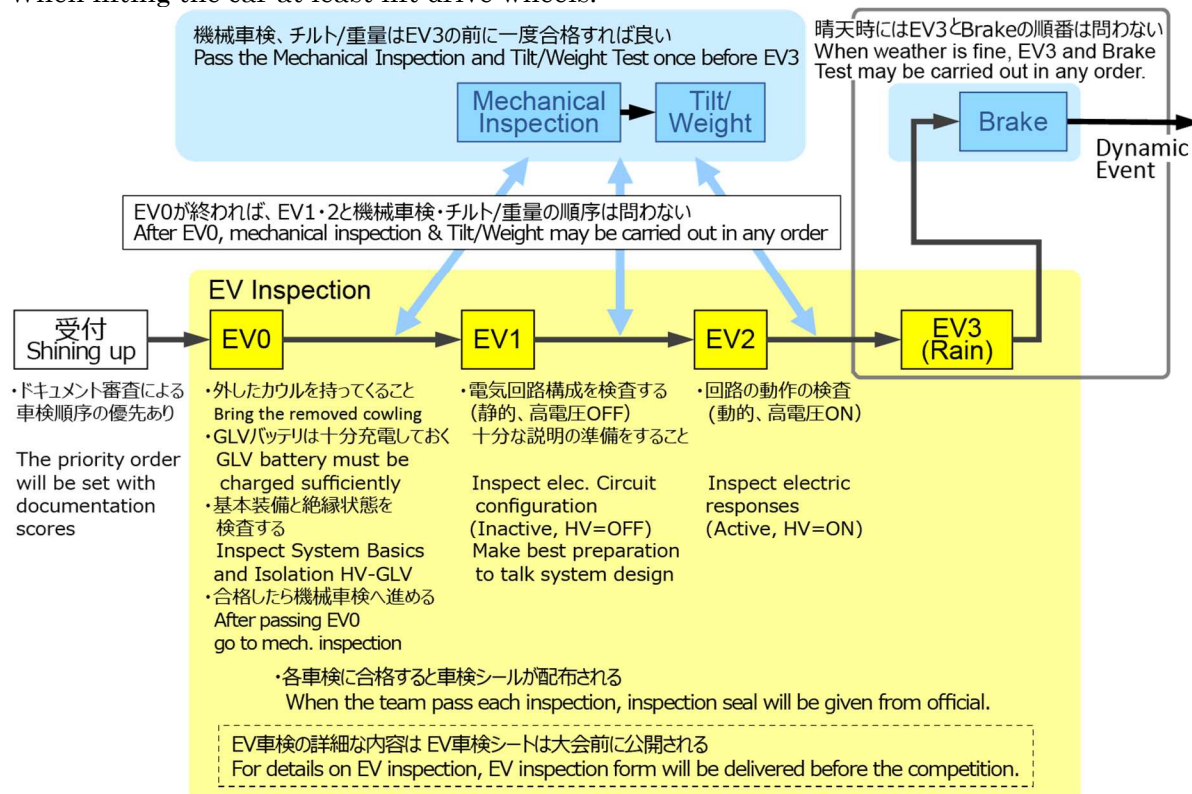 when lifting the car at least lift drive wheels.
機械車検、チルト/重量はEV3の前に一度合格すれば良い
Pass the Mechanical Inspection and Tilt/Weight Test once before EV3
Mechanical
Inspection
Tilt/
Weight
晴天時にはEV3とBrakeの順番は問わない
When weather is fine, EV3 and Brake
Test may be carried out in any order.
Brake
Dynamic
Event
EV0が終われば、EV1・2と機械車検・チルト/重量の順序は問わない
After EV0, mechanical inspection & Tilt/Weight may be carried out in any order
EV Inspection
受付
Shining up
EV0
EV1
EV2
EV3
(Rain)
・ドキュメント審査による
車検順序の優先あり
The priority order
will be set with
documentation
scores
・外したカウルを持ってくること
Bring the removed cowling
・GLVバッテリは十分充電しておく
GLV battery must be
charged sufficiently
・基本装備と絶縁状態を
検査する
Inspect System Basics
and Isolation HV-GLV
・合格したら機械車検へ進める
After passing EV0
go to mech. inspection
・電気回路構成を検査する
(静的、高電圧OFF)
十分な説明の準備をすること
Inspect elec. Circuit
configuration
(Inactive, HV=OFF)
Make best preparation
to talk system design
・回路の動作の検査
(動的、高電圧ON)
Inspect electric
responses
(Active, HV=ON)
・各車検に合格すると車検シールが配布される
When the team pass each inspection, inspection seal will be given from official.
EV車検の詳細な内容は EV車検シートは大会前に公開される
For details on EV inspection, EV inspection form will be delivered before the competition.